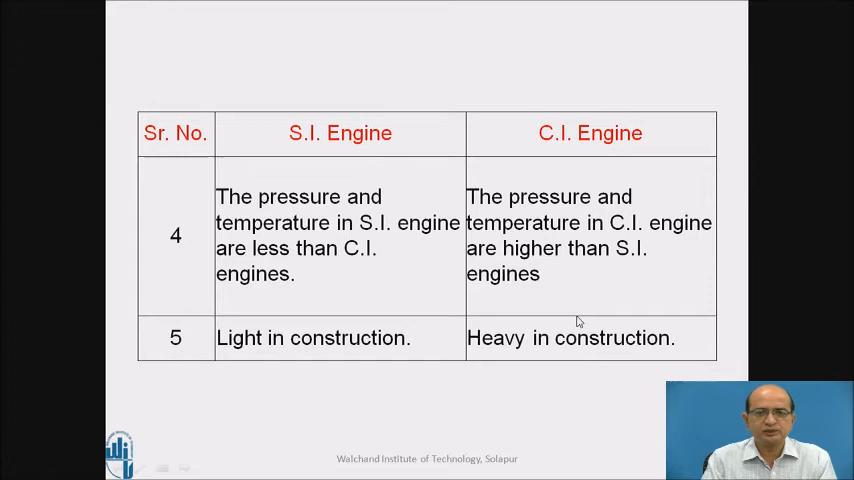 Sr. No. S.I. Engine C.I. Engine
4
The pressure and
temperature in S.I. engine
are less than C.I.
engines.
The pressure and
temperature in C.I. engine
are higher than S.I.
engines
5 Light in construction. Heavy in construction.
Walchand Institute of Technology, Solapur